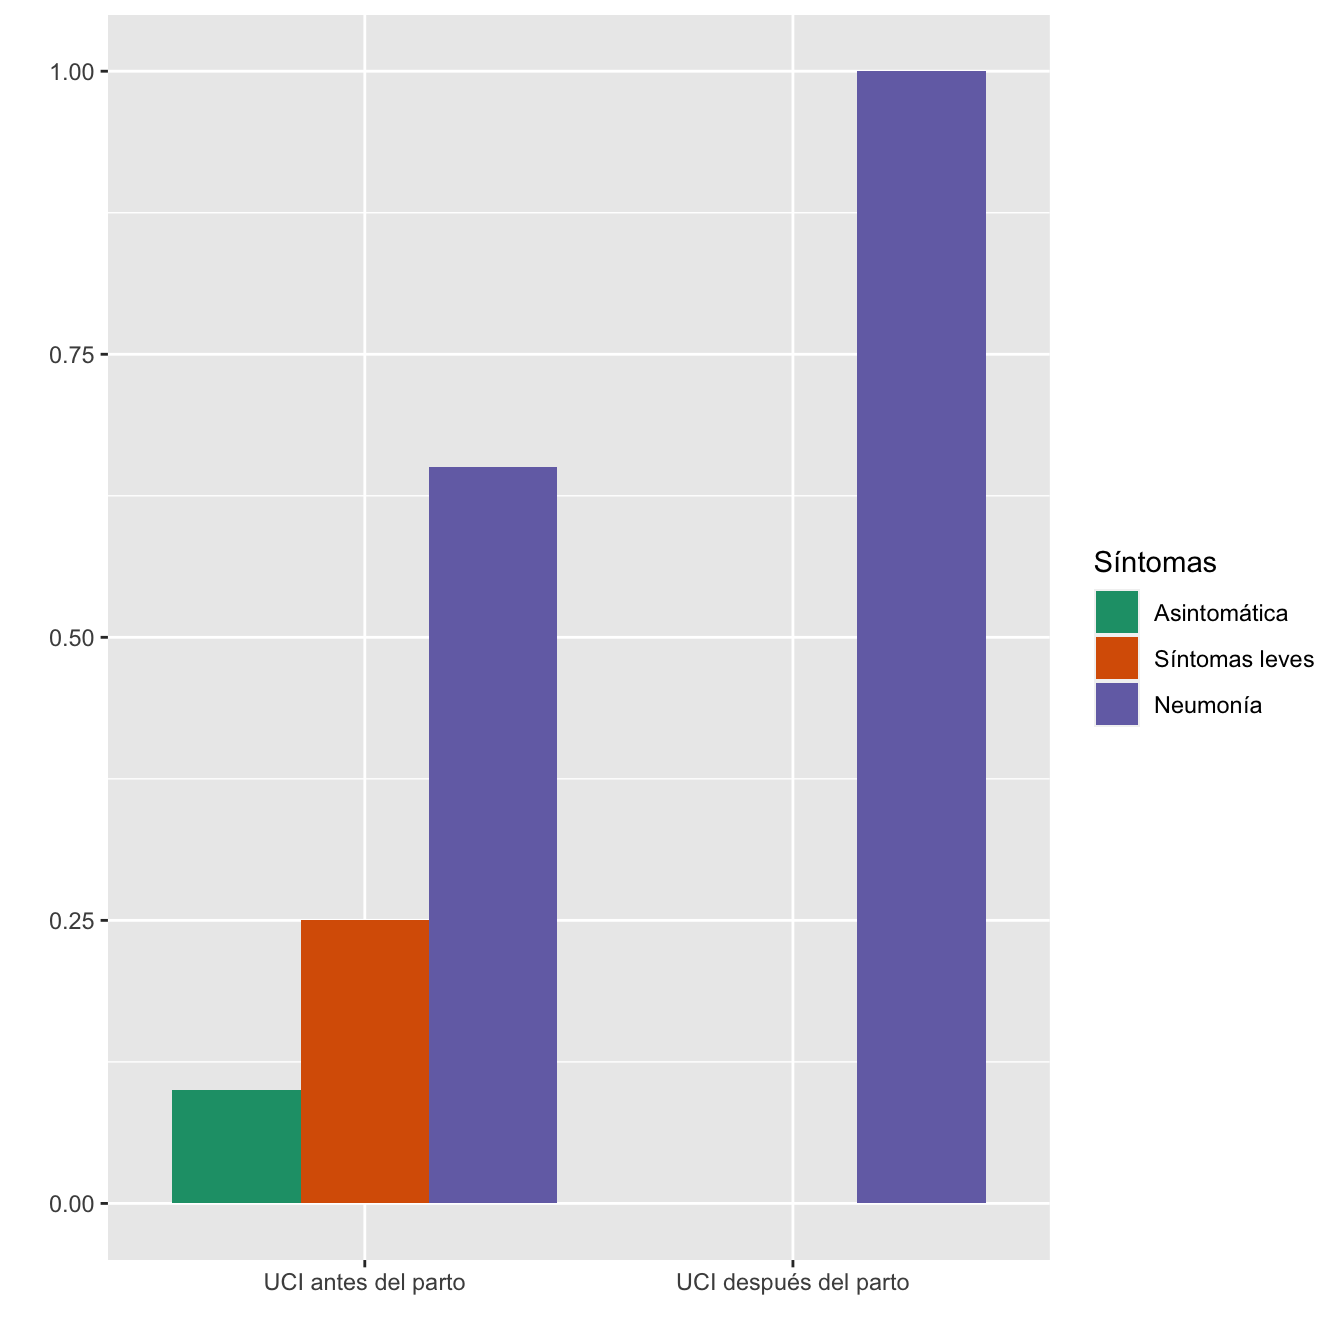 1.00
0.75
0.50
0.25
0.00
UCI antes del parto
UCI después del parto
Síntomas
Asintomática
Síntomas leves
Neumonía